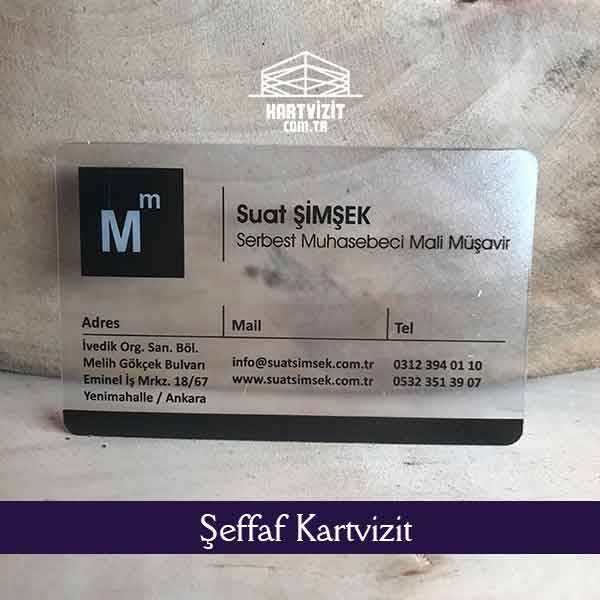 KARTVİZİT
COM.TR
Mm
Suat ŞİMŞEK
Serbest Muhasebeci Mali Müşavir
Adres
İvedik Org. San. Böl.
Melih Gökçek Bulvarı
Eminel İş Mrkz. 18/67
Yenimahalle / Ankara
Mail
info@suatsimsek.com.tr
www.suatsimsek.com.tr
Tel
0312 394 01 10
0532 351 39 07
Şeffaf Kartvizit